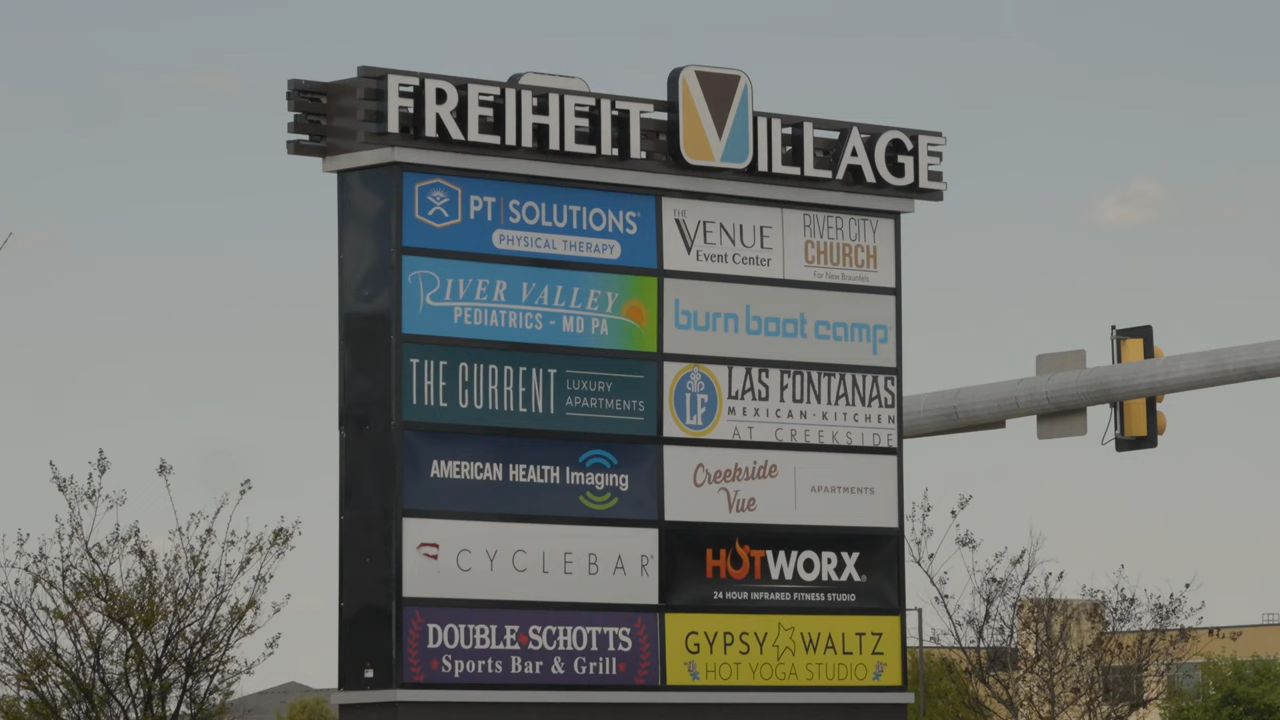 FREIHEIT VILLAGE
PT | SOLUTIONS
PHYSICAL THERAPY
THE VENUE
Event Center
RIVER CITY
CHURCH
For New Braunfels
RIVER VALLEY
PEDIATRICS - MD PA
burn boot camp
THE CURRENT
LUXURY
APARTMENTS
LF
LAS FONTANAS
MEXICAN · KITCHEN
AT CREEKSIDE
AMERICAN HEALTH Imaging
Creekside
Vue
APARTMENTS
CYCLEBAR
HOTWORX
24 HOUR INFRARED FITNESS STUDIO
DOUBLE SCHOTTS
Sports Bar & Grill
GYPSY WALTZ
HOT YOGA STUDIO